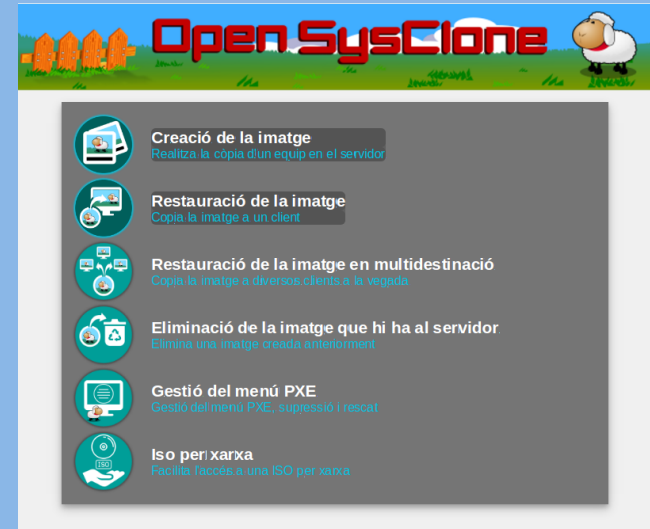 Open SysClone
Creació de la imatge
Realitza la còpia d'un equip en el servidor
Restauració de la imatge
Copia la imatge a un client
Restauració de la imatge en multidestinació
Copia la imatge a diversos clients a la vegada
Eliminació de la imatge que hi ha al servidor
Elimina una imatge creada anteriorment
Gestió del menú PXE
Gestió del menú PXE, supressió i rescat
ISO
Iso per xarxa
Facilita l'accés a una ISO per xarxa